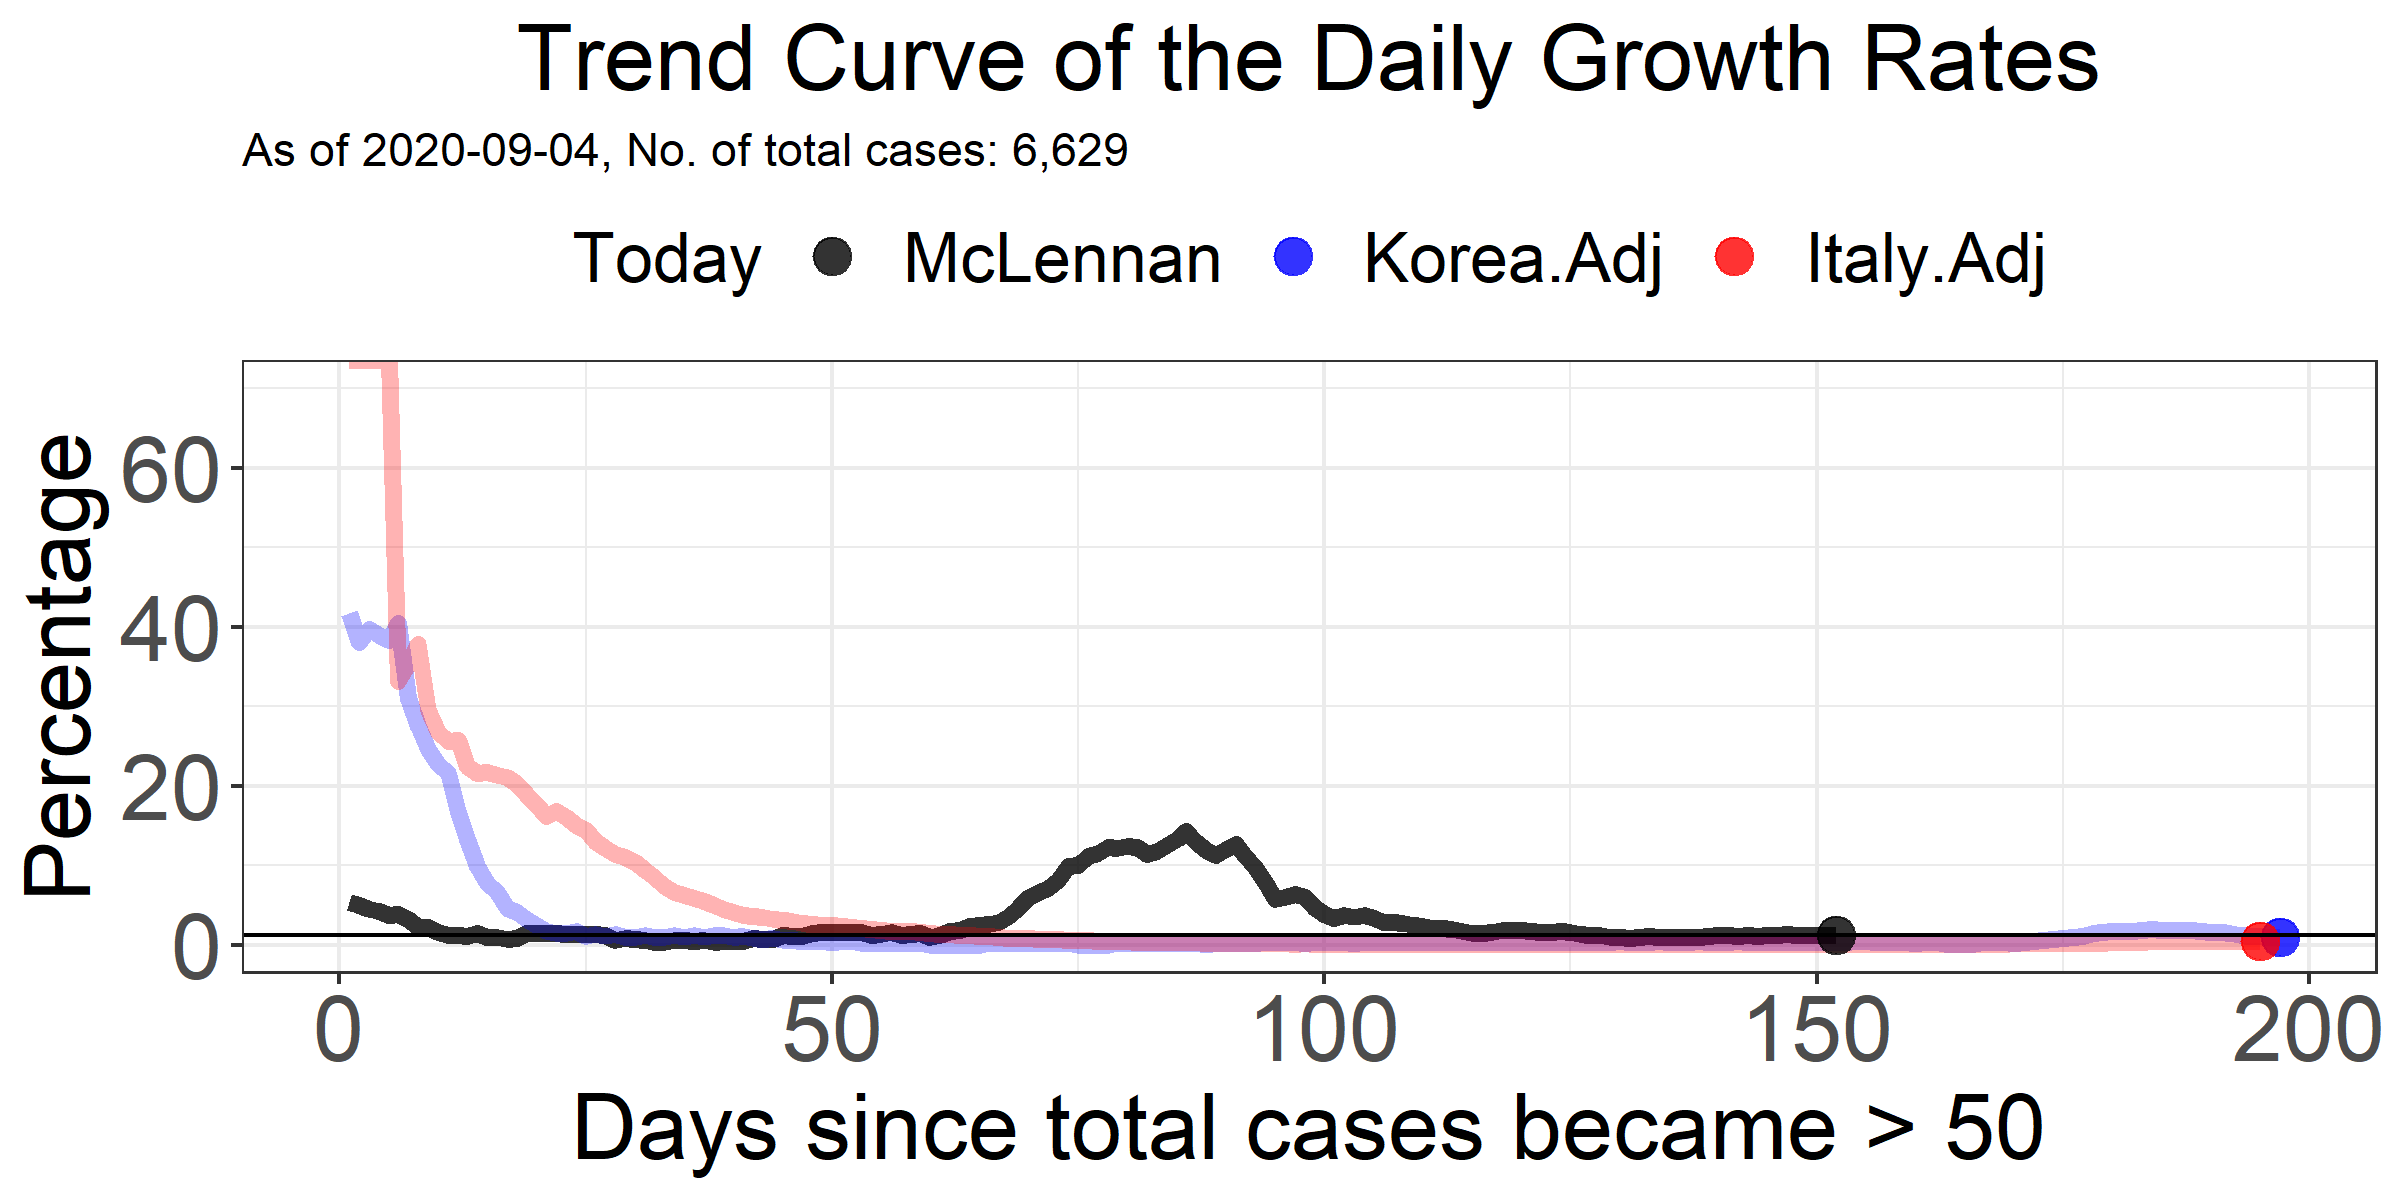 Trend Curve of the Daily Growth Rates
As of 2020-09-04, No. of total cases: 6,629
Today McLennan Korea.Adj Italy.Adj
Percentage
60
40
20
0
0 50 100 150 200
Days since total cases became > 50